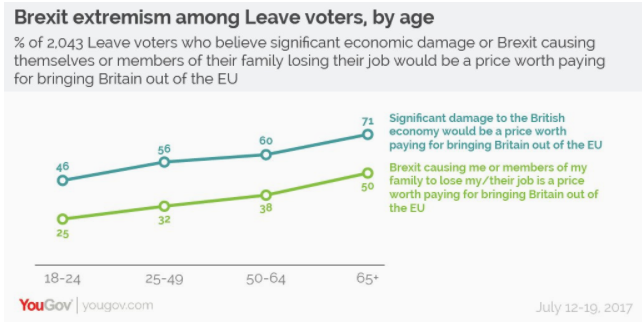 Brexit extremism among Leave voters, by age
% of 2,043 Leave voters who believe significant economic damage or Brexit causing
themselves or members of their family losing their job would be a price worth paying
for bringing Britain out of the EU
46
56
60
71
Significant damage to the British
economy would be a price worth
paying for bringing Britain out of the EU
25
32
38
50
Brexit causing me or members of my
family to lose my/their job is a price
worth paying for bringing Britain out of
the EU
18-24
25-49
50-64
65+
YouGov | yougov.com
July 12-19, 2017